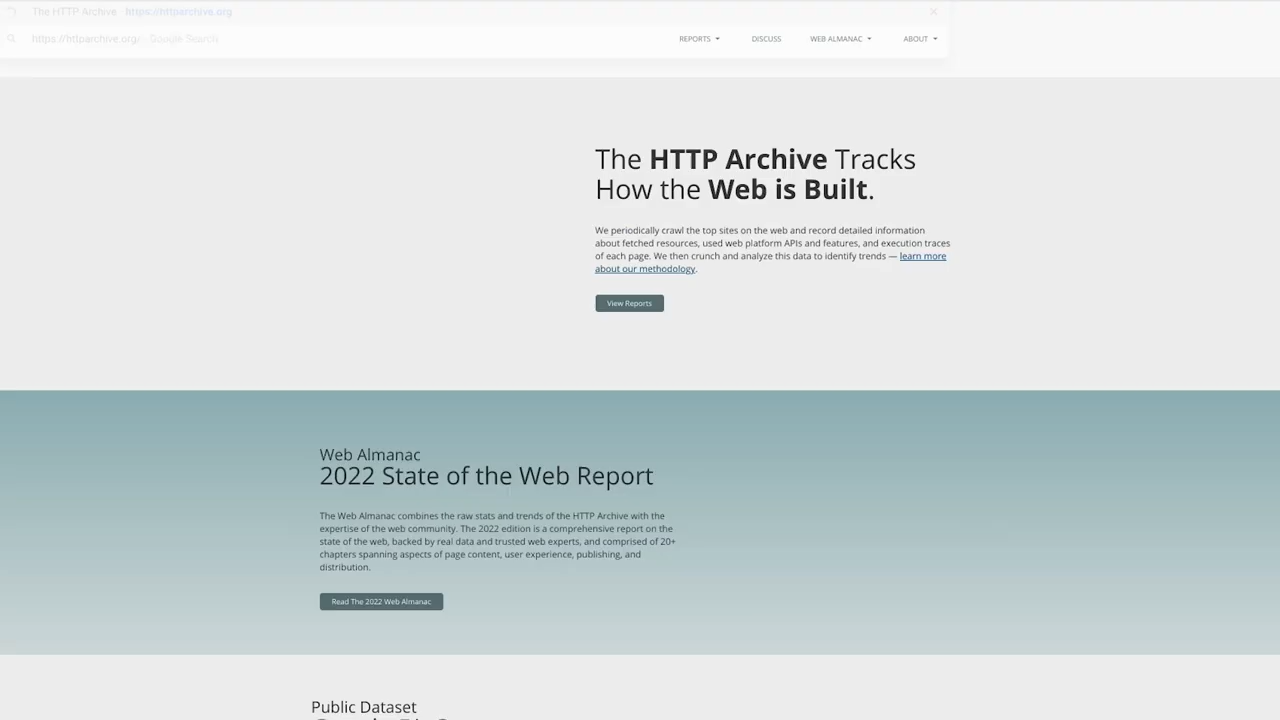 The HTTP Archive https://httparchive.org
https://httparchive.org/ - Google Search
REPORTS DISCUSS WEB ALMANAC ABOUT
The HTTP Archive Tracks
How the Web is Built.
We periodically crawl the top sites on the web and record detailed information
about fetched resources, used web platform APIs and features, and execution traces
of each page. We then crunch and analyze this data to identify trends — learn more
about our methodology.
View Reports
Web Almanac
2022 State of the Web Report
The Web Almanac combines the raw stats and trends of the HTTP Archive with the
expertise of the web community. The 2022 edition is a comprehensive report on the
state of the web, backed by real data and trusted web experts, and comprised of 20+
chapters spanning aspects of page content, user experience, publishing, and
distribution.
Read The 2022 Web Almanac
Public Dataset